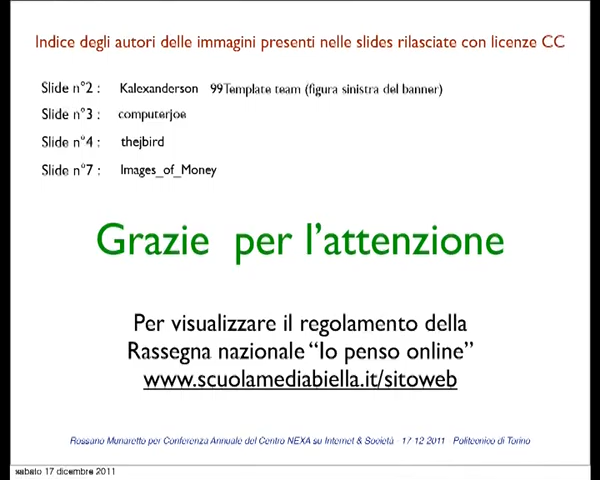 Indice degli autori delle immagini presenti nelle slides rilasciate con licenze CC
Slide n°2 : Kalexanderson 99Template team (figura sinistra del banner)
Slide n°3 : computerjoe
Slide n°4 : thejbird
Slide n°7 : Images_of_Money
Grazie per l'attenzione
Per visualizzare il regolamento della
Rassegna nazionale “Io penso online”
www.scuolamediabiella.it/sitoweb
Rossano Munaretto per Conferenza Annuale del Centro NEXA su Internet & Società - 17 12 2011 - Politecnico di Torino
sabato 17 dicembre 2011